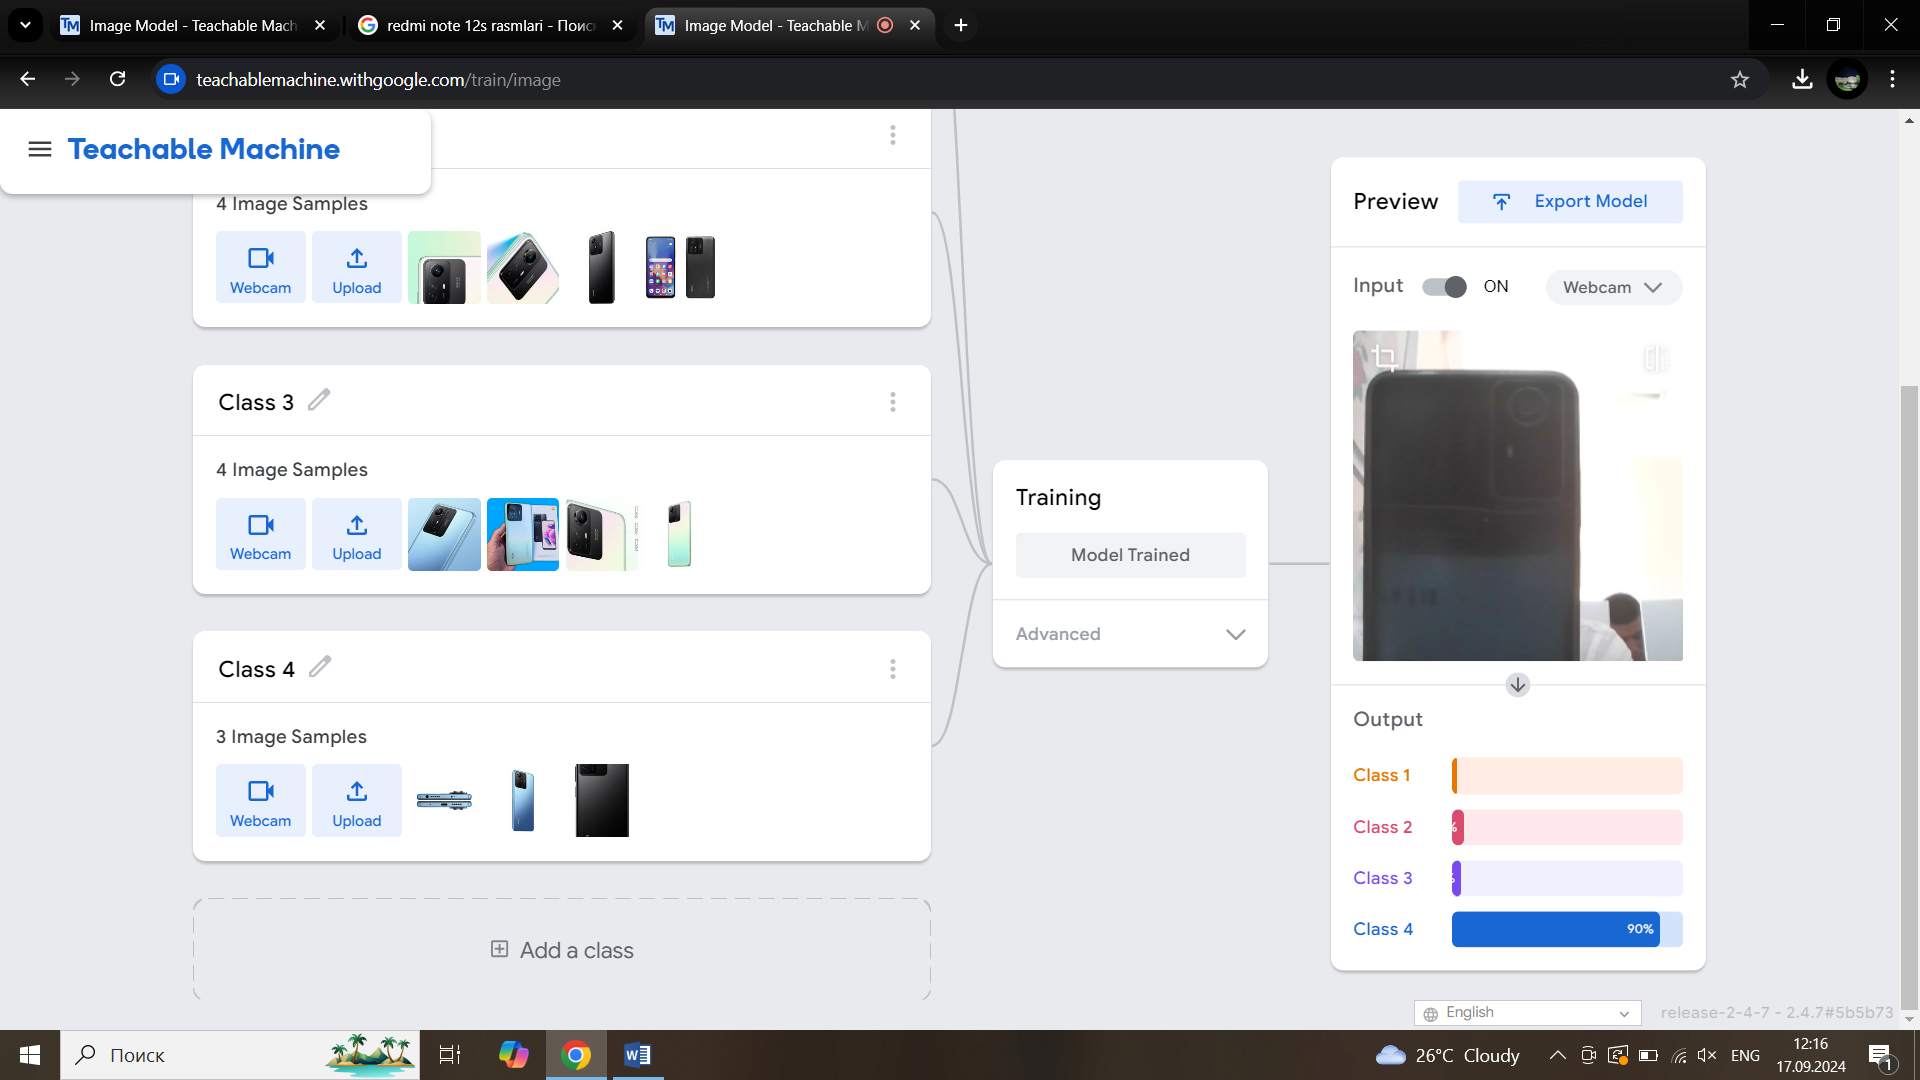 Image Model - Teachable Mach
redmi note 12s rasmlari - Поис
Image Model - Teachable M
teachablemachine.withgoogle.com/train/image
Teachable Machine
4 Image Samples
Webcam
Upload
Class 3
4 Image Samples
Webcam
Upload
Class 4
3 Image Samples
Webcam
Upload
Add a class
Training
Model Trained
Advanced
Preview
Export Model
Input
ON
Webcam
Output
Class 1
Class 2
Class 3
Class 4
90%
English
release-2-4-7 - 2.4.7#5b5b73
Поиск
26°C Cloudy
ENG
12:16
17.09.2024
1